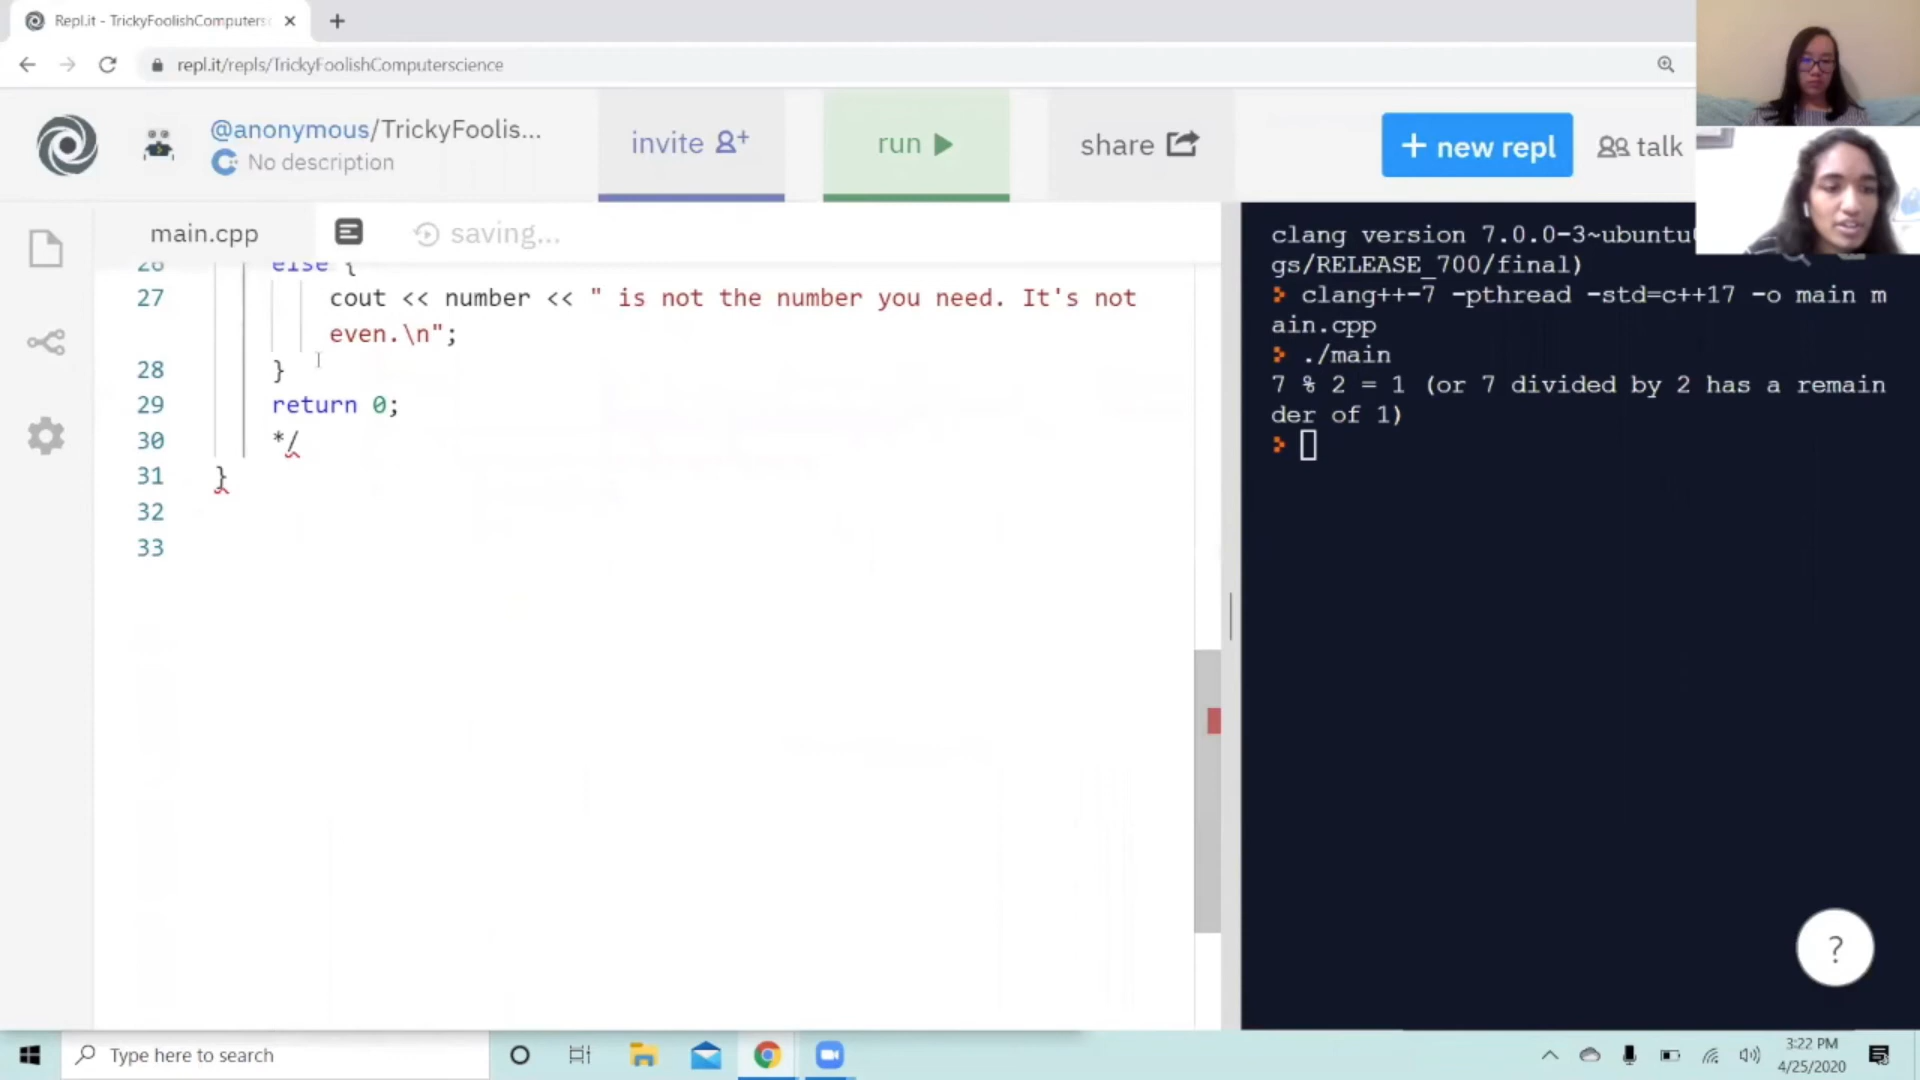 Repl.it - TrickyFoolishComputers
repl.it/repls/TrickyFoolishComputerscience
@anonymous/TrickyFoolis...
No description
invite
run
share
+ new repl
talk
main.cpp
saving...
26 else {
27 cout << number << " is not the number you need. It's not
even.\n";
28 }
29 return 0;
30 */
31 }
32
33
clang version 7.0.0-3~ubuntu
gs/RELEASE_700/final)
> clang++-7 -pthread -std=c++17 -o main m
ain.cpp
> ./main
7 % 2 = 1 (or 7 divided by 2 has a remain
der of 1)
>
?
Type here to search
3:22 PM
4/25/2020